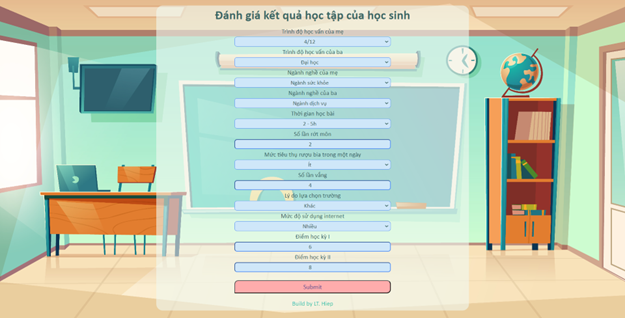 Đánh giá kết quả học tập của học sinh
Trình độ học vấn của mẹ
4/12
Trình độ học vấn của ba
Đại học
Ngành nghề của mẹ
Ngành sức khỏe
Ngành nghề của ba
Ngành dịch vụ
Thời gian học bài
2 - 5h
Số lần rớt môn
2
Mức tiêu thụ rượu bia trong một ngày
Ít
Số lần vắng
4
Lý do lựa chọn trường
Khác
Mức độ sử dụng internet
Nhiều
Điểm học kỳ I
6
Điểm học kỳ II
8
Submit
Build by LT. Hiep